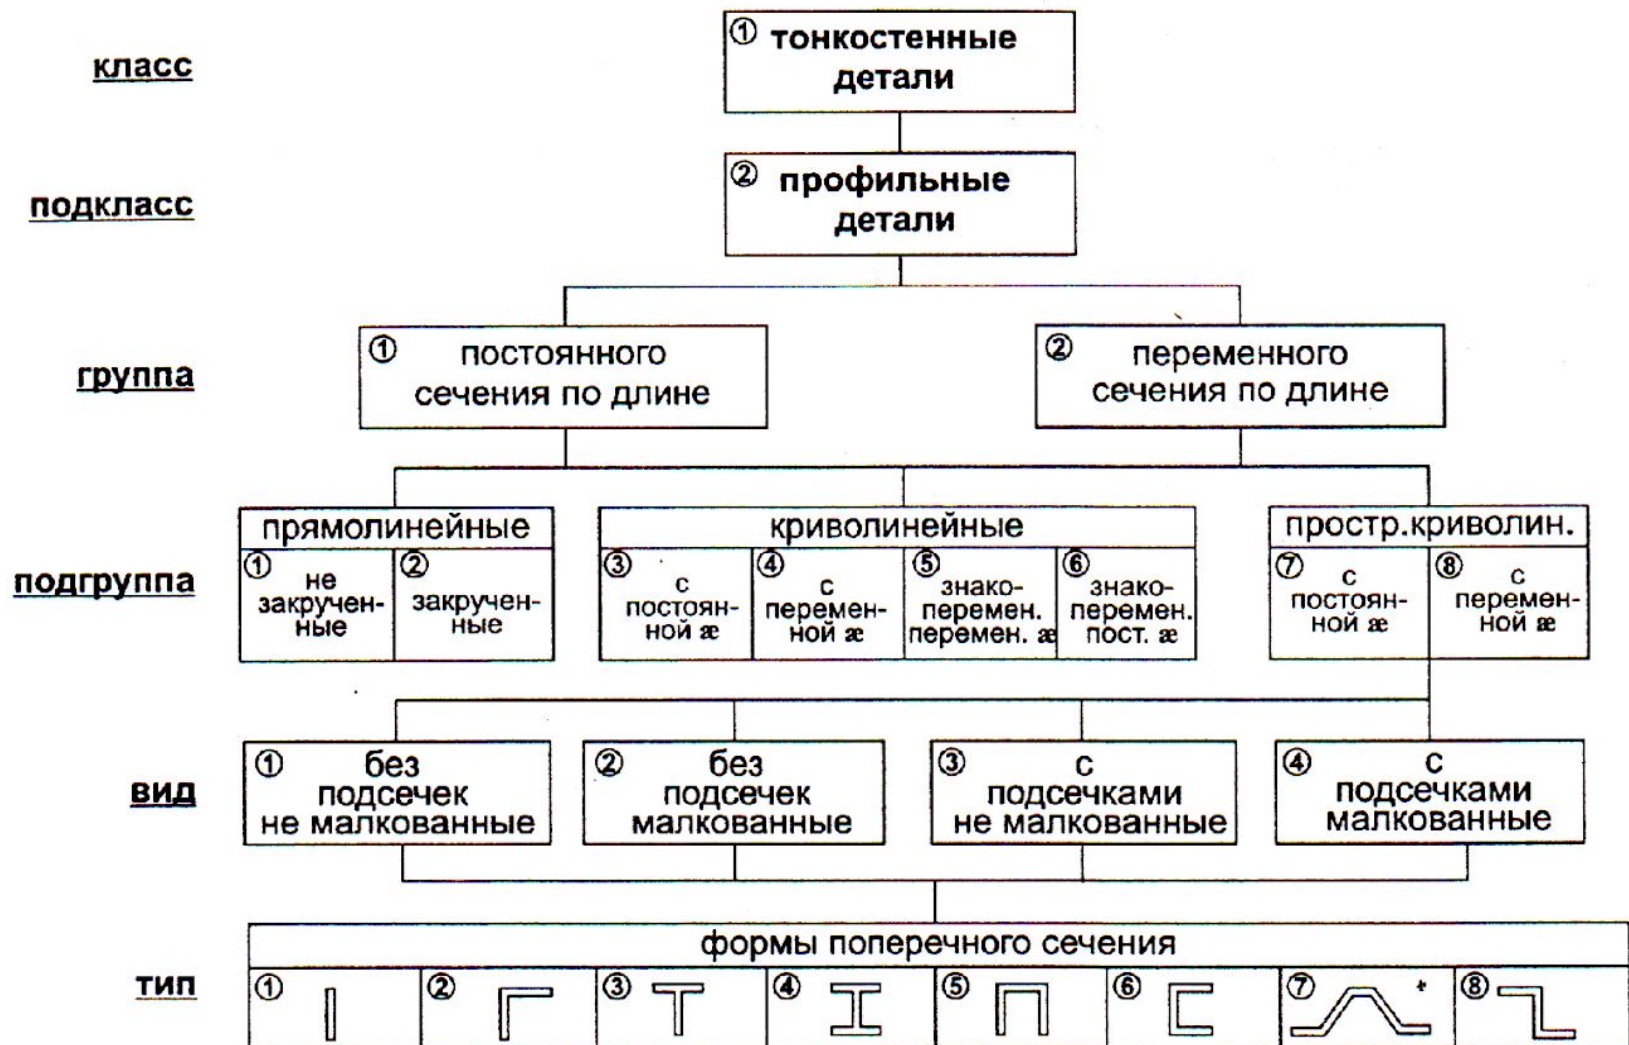 класс
① тонкостенные
детали
подкласс
② профильные
детали
группа
① постоянного
сечения по длине
② переменного
сечения по длине
подгруппа
прямолинейные
① не
закручен-
ные
② закручен-
ные
криволинейные
③ с
постоян-
ной æ
④ с
перемен-
ной æ
⑤ знако-
перемен.
перемен. æ
⑥ знако-
перемен.
пост. æ
простр.криволин.
⑦ с
постоян-
ной æ
⑧ с
перемен-
ной æ
вид
① без
подсечек
не малкованные
② без
подсечек
малкованные
③ с
подсечками
не малкованные
④ с
подсечками
малкованные
тип
формы поперечного сечения
① ② ③ ④ ⑤ ⑥ ⑦ ⑧